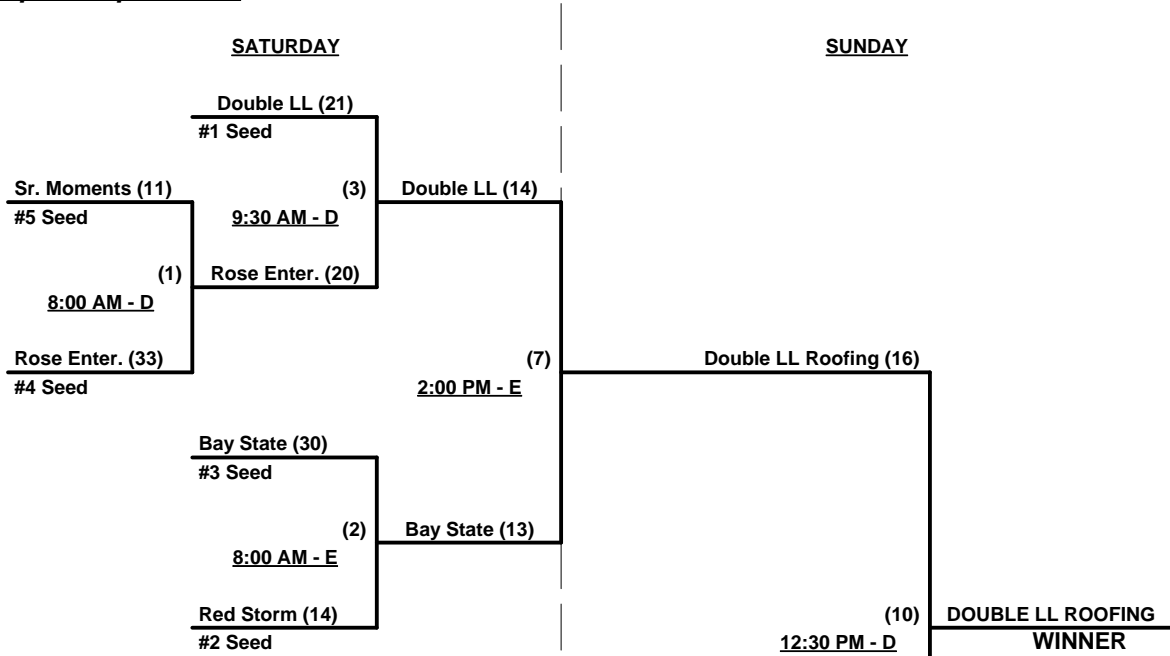 SATURDAY
SUNDAY
Double LL (21)
#1 Seed
Sr. Moments (11)
(3)
Double LL (14)
#5 Seed
9:30 AM - D
(1)
Rose Enter. (20)
8:00 AM - D
Rose Enter. (33)
(7)
Double LL Roofing (16)
#4 Seed
2:00 PM - E
Bay State (30)
#3 Seed
(2)
Bay State (13)
8:00 AM - E
Red Storm (14)
(10)
DOUBLE LL ROOFING
#2 Seed
12:30 PM - D
WINNER